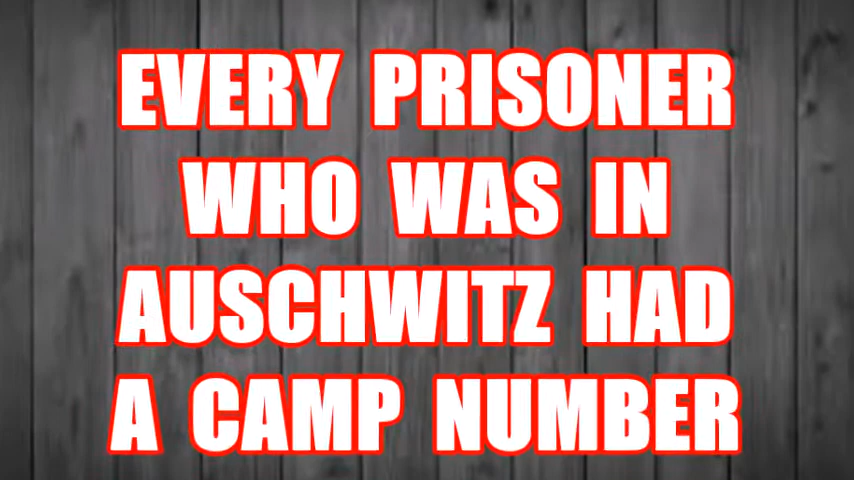 EVERY PRISONER
WHO WAS IN
AUSCHWITZ HAD
A CAMP NUMBER